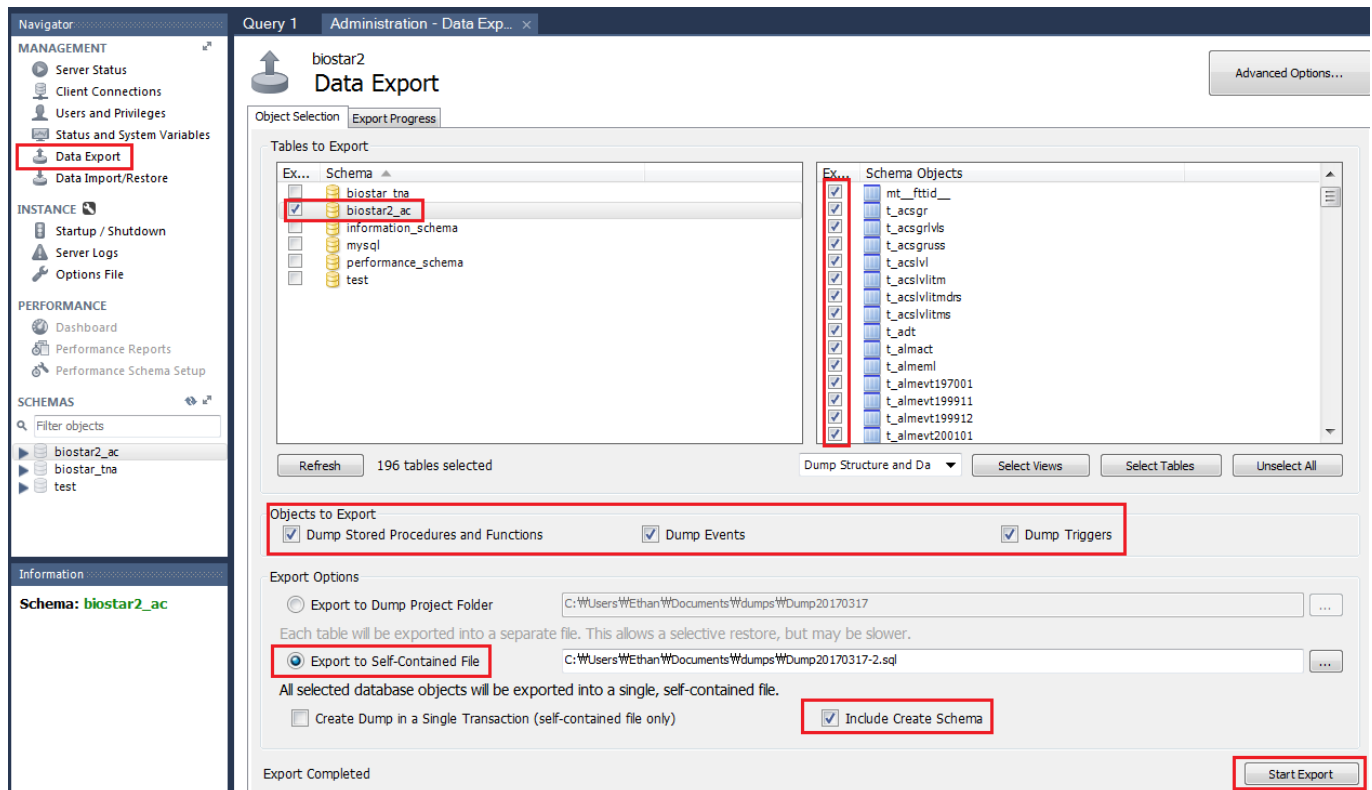 Navigator
MANAGEMENT
Server Status
Client Connections
Users and Privileges
Status and System Variables
Data Export
Data Import/Restore
INSTANCE
Startup / Shutdown
Server Logs
Options File
PERFORMANCE
Dashboard
Performance Reports
Performance Schema Setup
SCHEMAS
Filter objects
biostar2_ac
biostar_tna
test
Information
Schema: biostar2_ac
Query 1 Administration - Data Exp... ×
biostar2
Data Export
Advanced Options...
Object Selection Export Progress
Tables to Export
Ex... Schema
biostar_tna
biostar2_ac
information_schema
mysql
performance_schema
test
Ex... Schema Objects
mt__fttid__
t_acsgr
t_acsgrlvls
t_acsgruss
t_acslvl
t_acslvlitm
t_acslvlitmdrs
t_acslvlitms
t_adt
t_almact
t_almeml
t_almevt197001
t_almevt199911
t_almevt199912
t_almevt200101
Refresh 196 tables selected Dump Structure and Da Select Views Select Tables Unselect All
Objects to Export
Dump Stored Procedures and Functions Dump Events Dump Triggers
Export Options
Export to Dump Project Folder C:₩Users₩Ethan₩Documents₩dumps₩Dump20170317 ...
Each table will be exported into a separate file. This allows a selective restore, but may be slower.
Export to Self-Contained File C:₩Users₩Ethan₩Documents₩dumps₩Dump20170317-2.sql ...
All selected database objects will be exported into a single, self-contained file.
Create Dump in a Single Transaction (self-contained file only) Include Create Schema
Export Completed Start Export